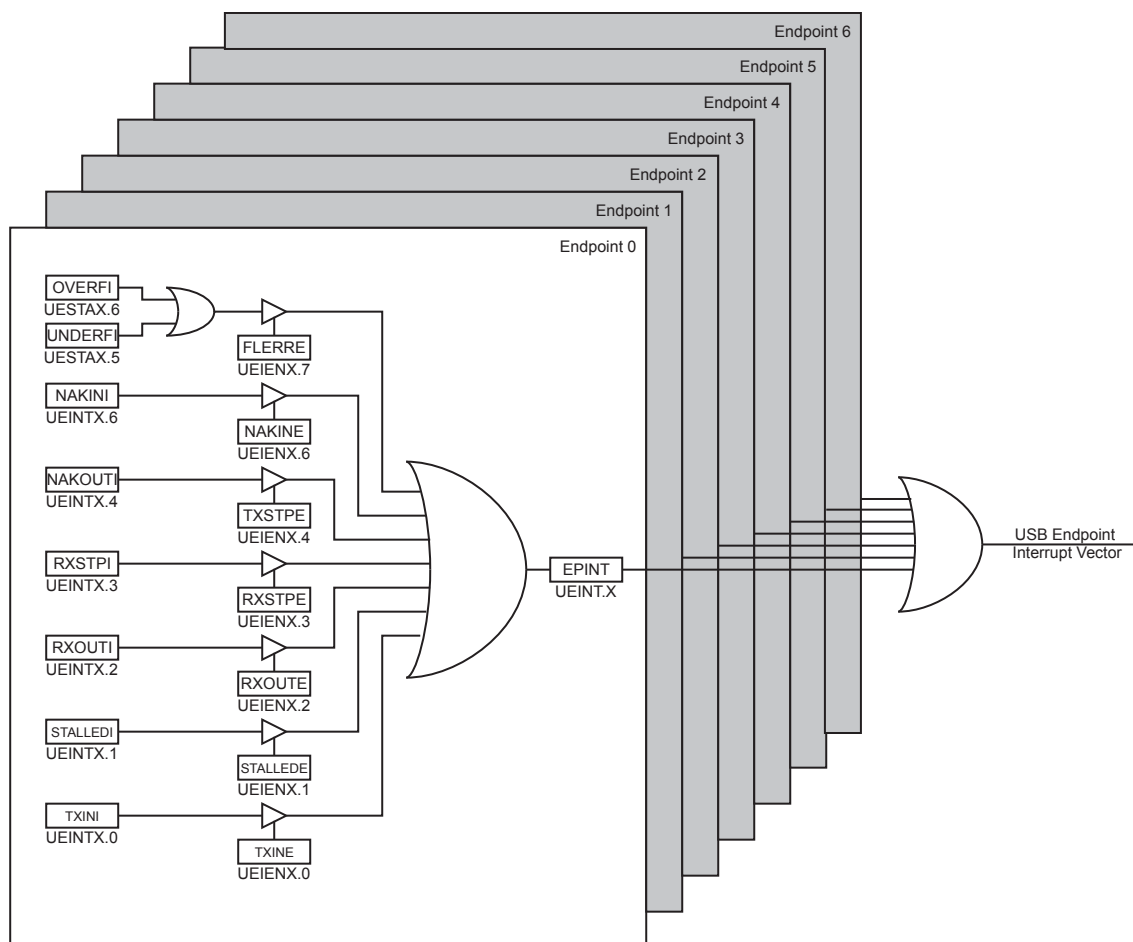 Endpoint 6
Endpoint 5
Endpoint 4
Endpoint 3
Endpoint 2
Endpoint 1
Endpoint 0
OVERFI
UESTAX.6
UNDERFI
UESTAX.5
FLERRE
UEIENX.7
NAKINI
UEINTX.6
NAKINE
UEIENX.6
NAKOUTI
UEINTX.4
TXSTPE
UEIENX.4
RXSTPI
UEINTX.3
RXSTPE
UEIENX.3
RXOUTI
UEINTX.2
RXOUTE
UEIENX.2
STALLEDI
UEINTX.1
STALLEDE
UEIENX.1
TXINI
UEINTX.0
TXINE
UEIENX.0
EPINT
UEINT.X
USB Endpoint
Interrupt Vector